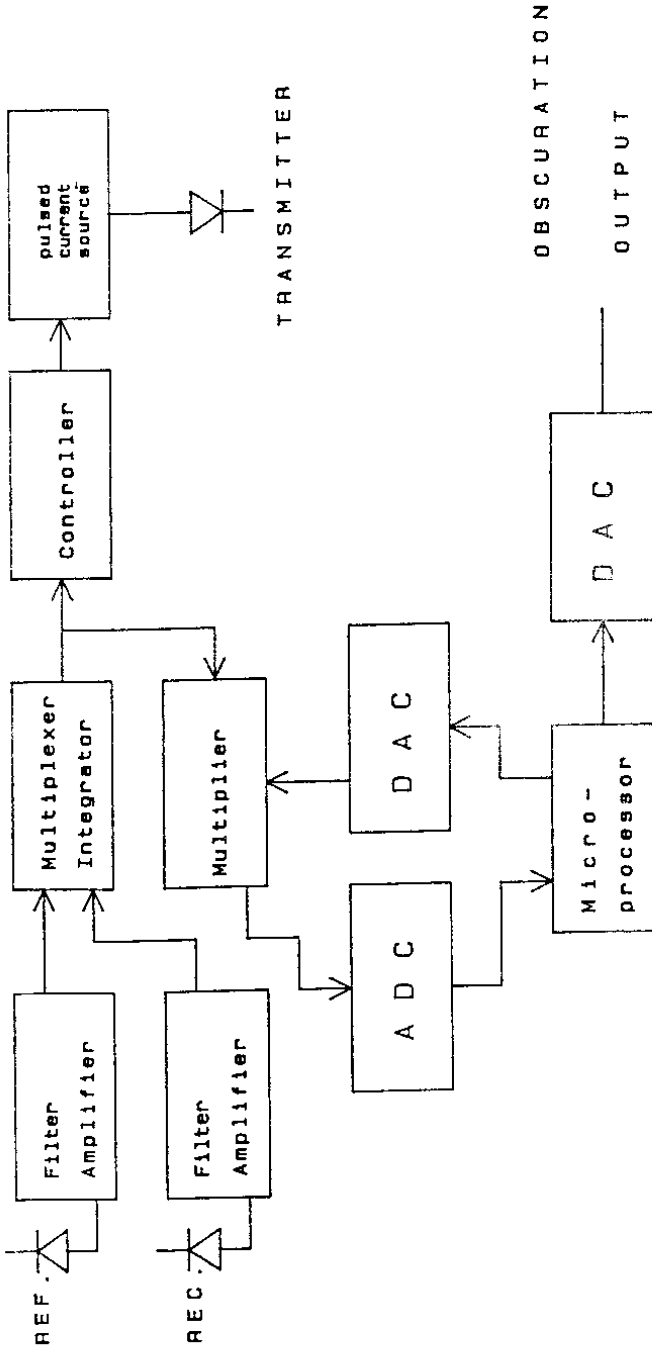 REF.
Filter
Amplifier
Multiplexer
Integrator
Controller
pulsed
current
source
TRANSMITTER
REC.
Filter
Amplifier
Multiplier
ADC
DAC
Micro-
processor
DAC
OBSCURATION
OUTPUT